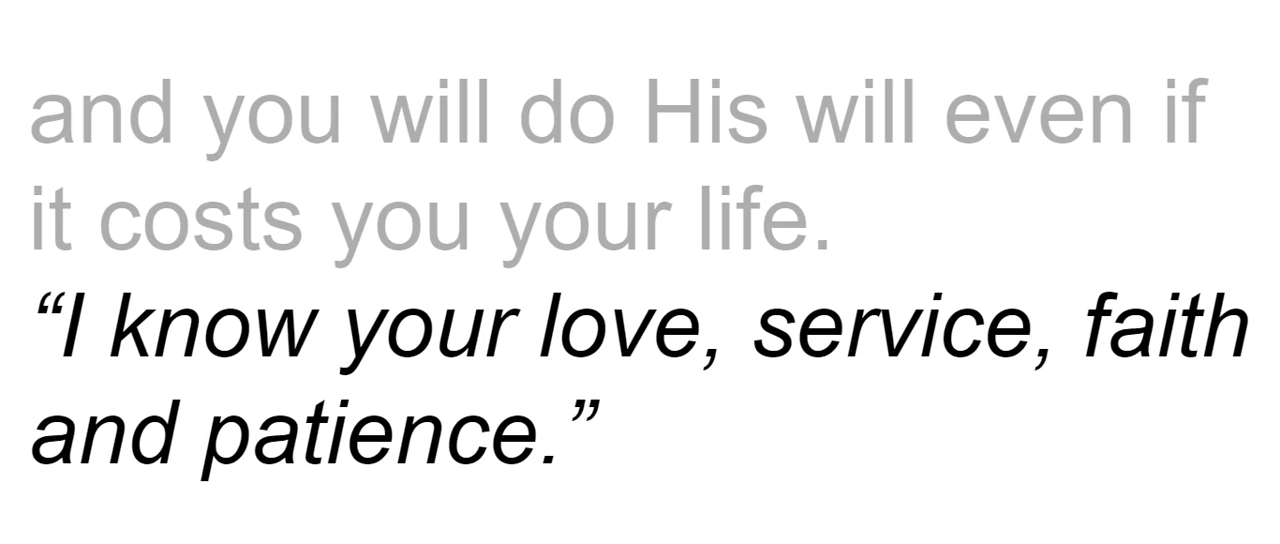 and you will do His will even if
it costs you your life.
“I know your love, service, faith
and patience.”